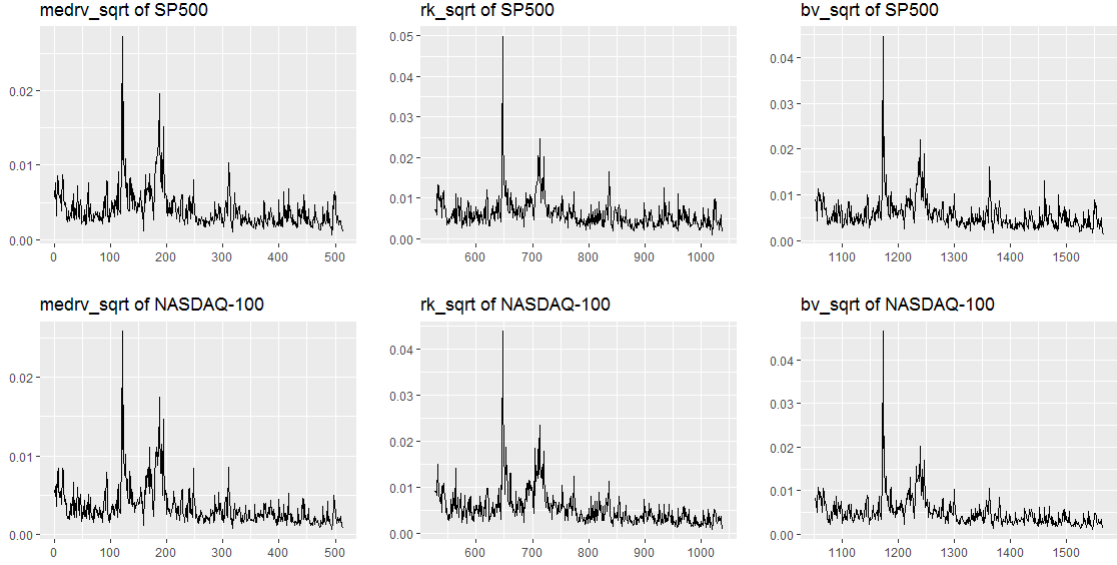 medrv_sqrt of SP500
0.02
0.01
0.00
0 100 200 300 400 500
rk_sqrt of SP500
0.05
0.04
0.03
0.02
0.01
0.00
600 700 800 900 1000
bv_sqrt of SP500
0.04
0.03
0.02
0.01
0.00
1100 1200 1300 1400 1500
medrv_sqrt of NASDAQ-100
0.02
0.01
0.00
0 100 200 300 400 500
rk_sqrt of NASDAQ-100
0.04
0.03
0.02
0.01
0.00
600 700 800 900 1000
bv_sqrt of NASDAQ-100
0.04
0.03
0.02
0.01
0.00
1100 1200 1300 1400 1500